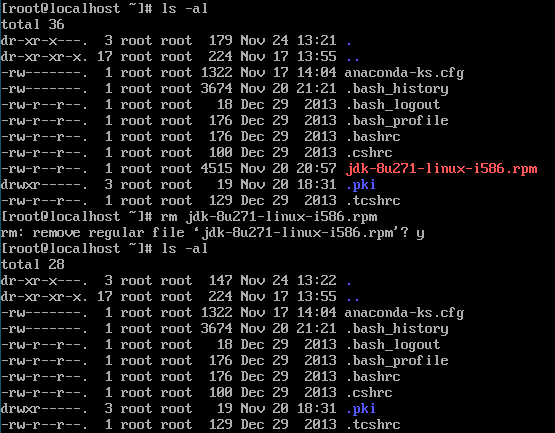 [root@localhost ~]# ls -al
total 36
dr-xr-x---.  3 root root  179 Nov 24 13:21 .
dr-xr-xr-x. 17 root root  224 Nov 17 13:55 ..
-rw-------.  1 root root 1322 Nov 17 14:04 anaconda-ks.cfg
-rw-------.  1 root root 3674 Nov 20 21:21 .bash_history
-rw-r--r--.  1 root root   18 Dec 29  2013 .bash_logout
-rw-r--r--.  1 root root  176 Dec 29  2013 .bash_profile
-rw-r--r--.  1 root root  176 Dec 29  2013 .bashrc
-rw-r--r--.  1 root root  100 Dec 29  2013 .cshrc
-rw-r--r--  1 root root 4515 Nov 20 20:57 jdk-8u271-linux-i586.rpm
drwxr-----.  3 root root   19 Nov 20 18:31 .pki
-rw-r--r--.  1 root root  129 Dec 29  2013 .tcshrc
[root@localhost ~]# rm jdk-8u271-linux-i586.rpm
rm: remove regular file ‘jdk-8u271-linux-i586.rpm’? y
[root@localhost ~]# ls -al
total 28
dr-xr-x---.  3 root root  147 Nov 24 13:22 .
dr-xr-xr-x. 17 root root  224 Nov 17 13:55 ..
-rw-------.  1 root root 1322 Nov 17 14:04 anaconda-ks.cfg
-rw-------.  1 root root 3674 Nov 20 21:21 .bash_history
-rw-r--r--.  1 root root   18 Dec 29  2013 .bash_logout
-rw-r--r--.  1 root root  176 Dec 29  2013 .bash_profile
-rw-r--r--.  1 root root  176 Dec 29  2013 .bashrc
-rw-r--r--.  1 root root  100 Dec 29  2013 .cshrc
drwxr-----.  3 root root   19 Nov 20 18:31 .pki
-rw-r--r--.  1 root root  129 Dec 29  2013 .tcshrc